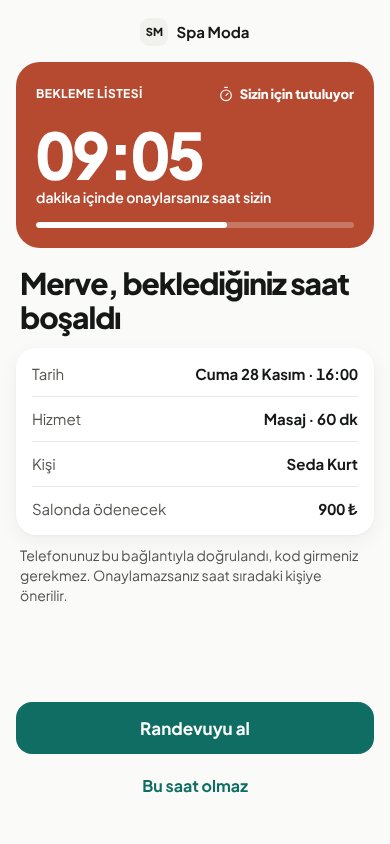 SM Spa Moda
BEKLEME LİSTESİ Sizin için tutuluyor
09:05
dakika içinde onaylarsanız saat sizin
Merve, beklediğiniz saat
boşaldı
Tarih Cuma 28 Kasım · 16:00
Hizmet Masaj · 60 dk
Kişi Seda Kurt
Salonda ödenecek 900 ₺
Telefonunuz bu bağlantıyla doğrulandı, kod girmeniz
gerekmez. Onaylamazsanız saat sıradaki kişiye
önerilir.
Randevuyu al
Bu saat olmaz